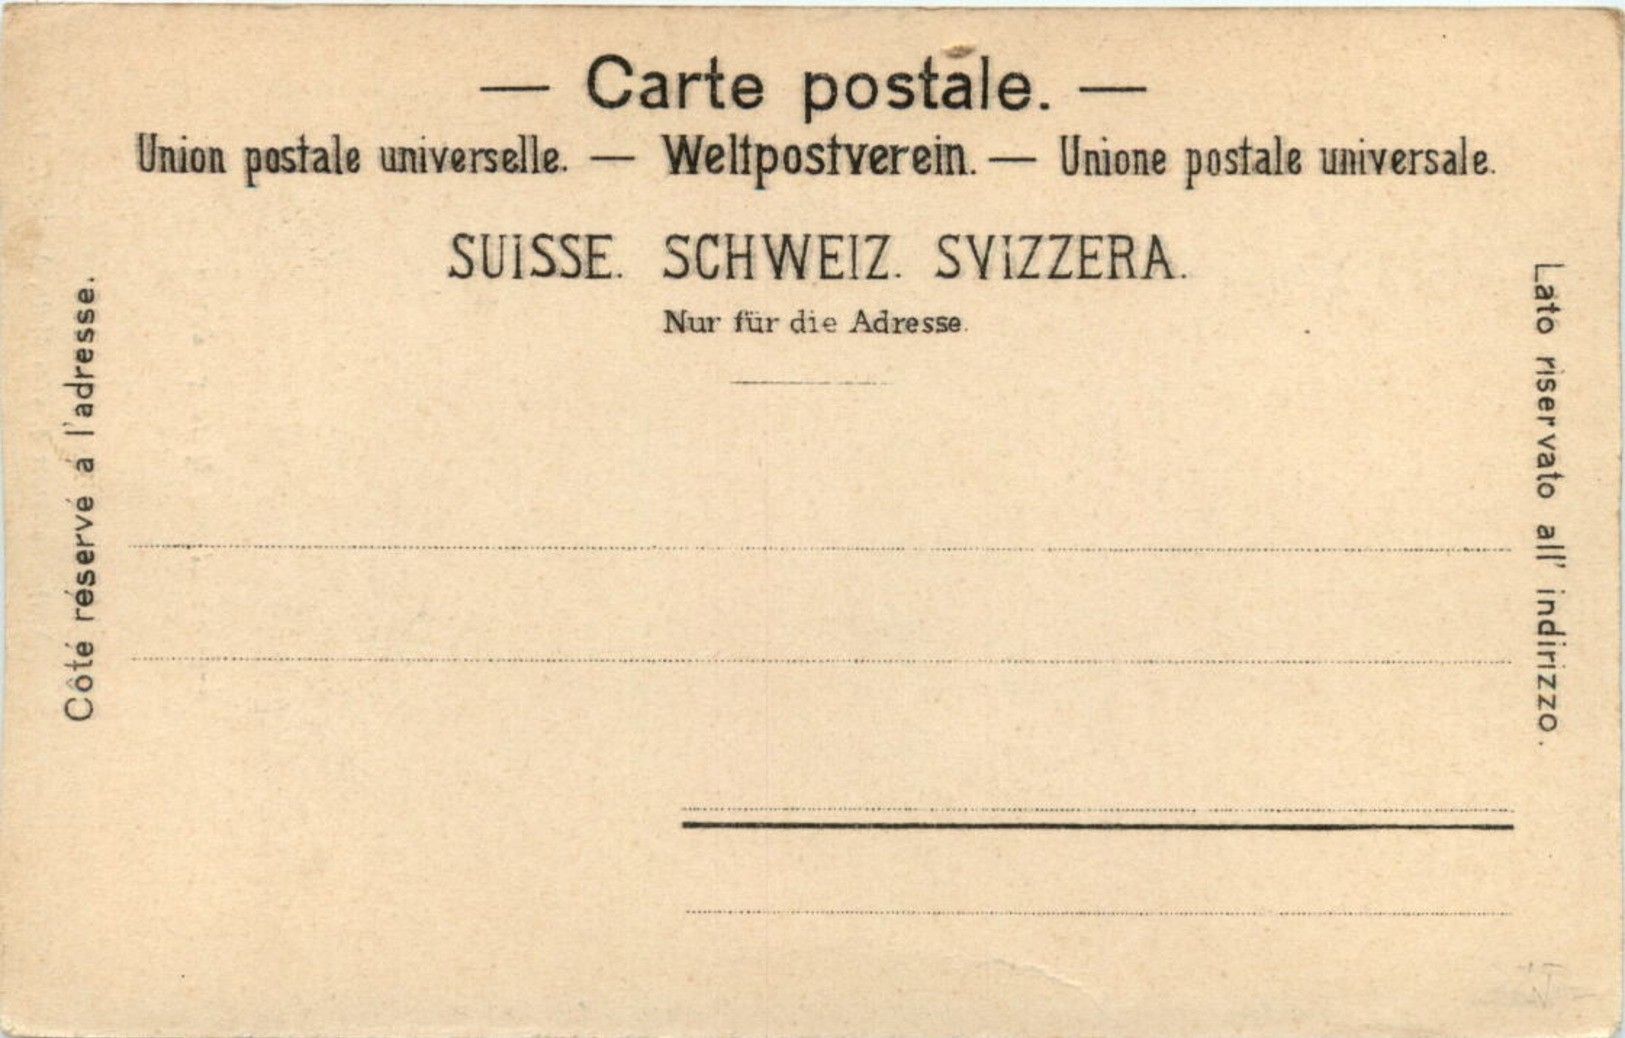 — Carte postale. —
Union postale universelle. — Weltpostverein. — Unione postale universale.
SUISSE. SCHWEIZ. SVIZZERA.
Nur für die Adresse.
Côté réservé á l'adresse.
Lato riservato all' indirizzo.